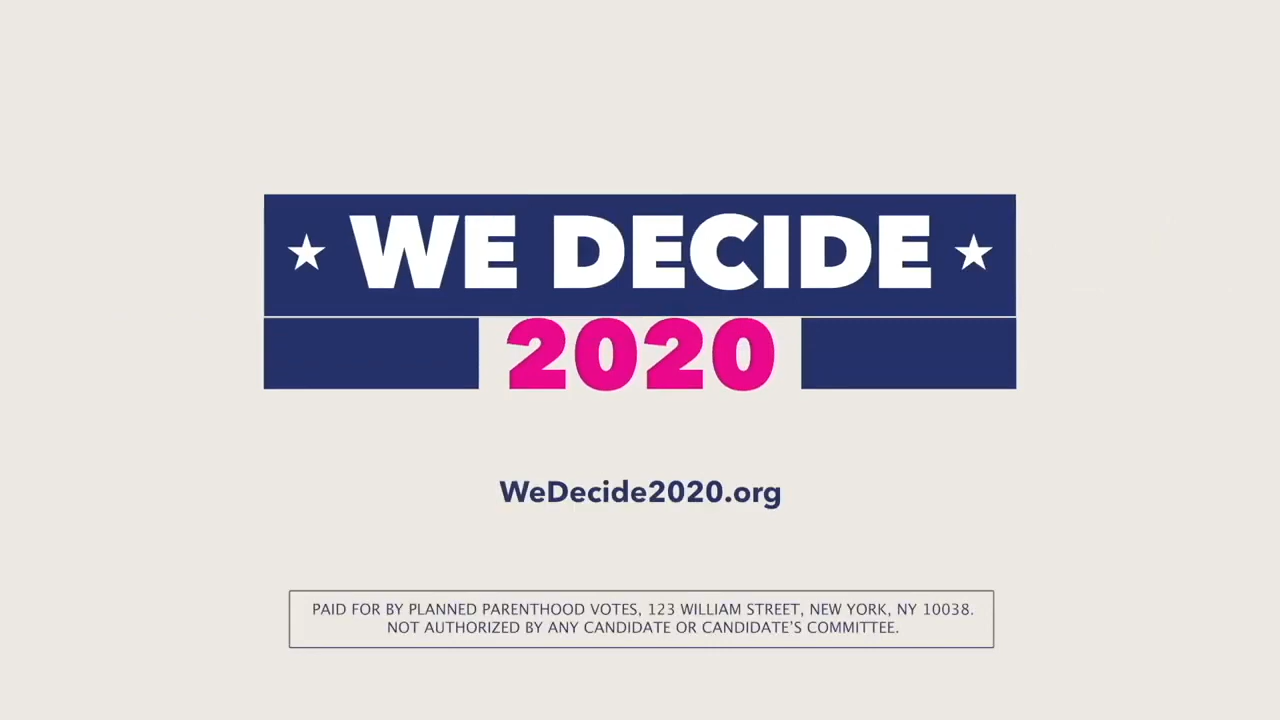 WE DECIDE
2020
WeDecide2020.org
PAID FOR BY PLANNED PARENTHOOD VOTES, 123 WILLIAM STREET, NEW YORK, NY 10038.
NOT AUTHORIZED BY ANY CANDIDATE OR CANDIDATE'S COMMITTEE.